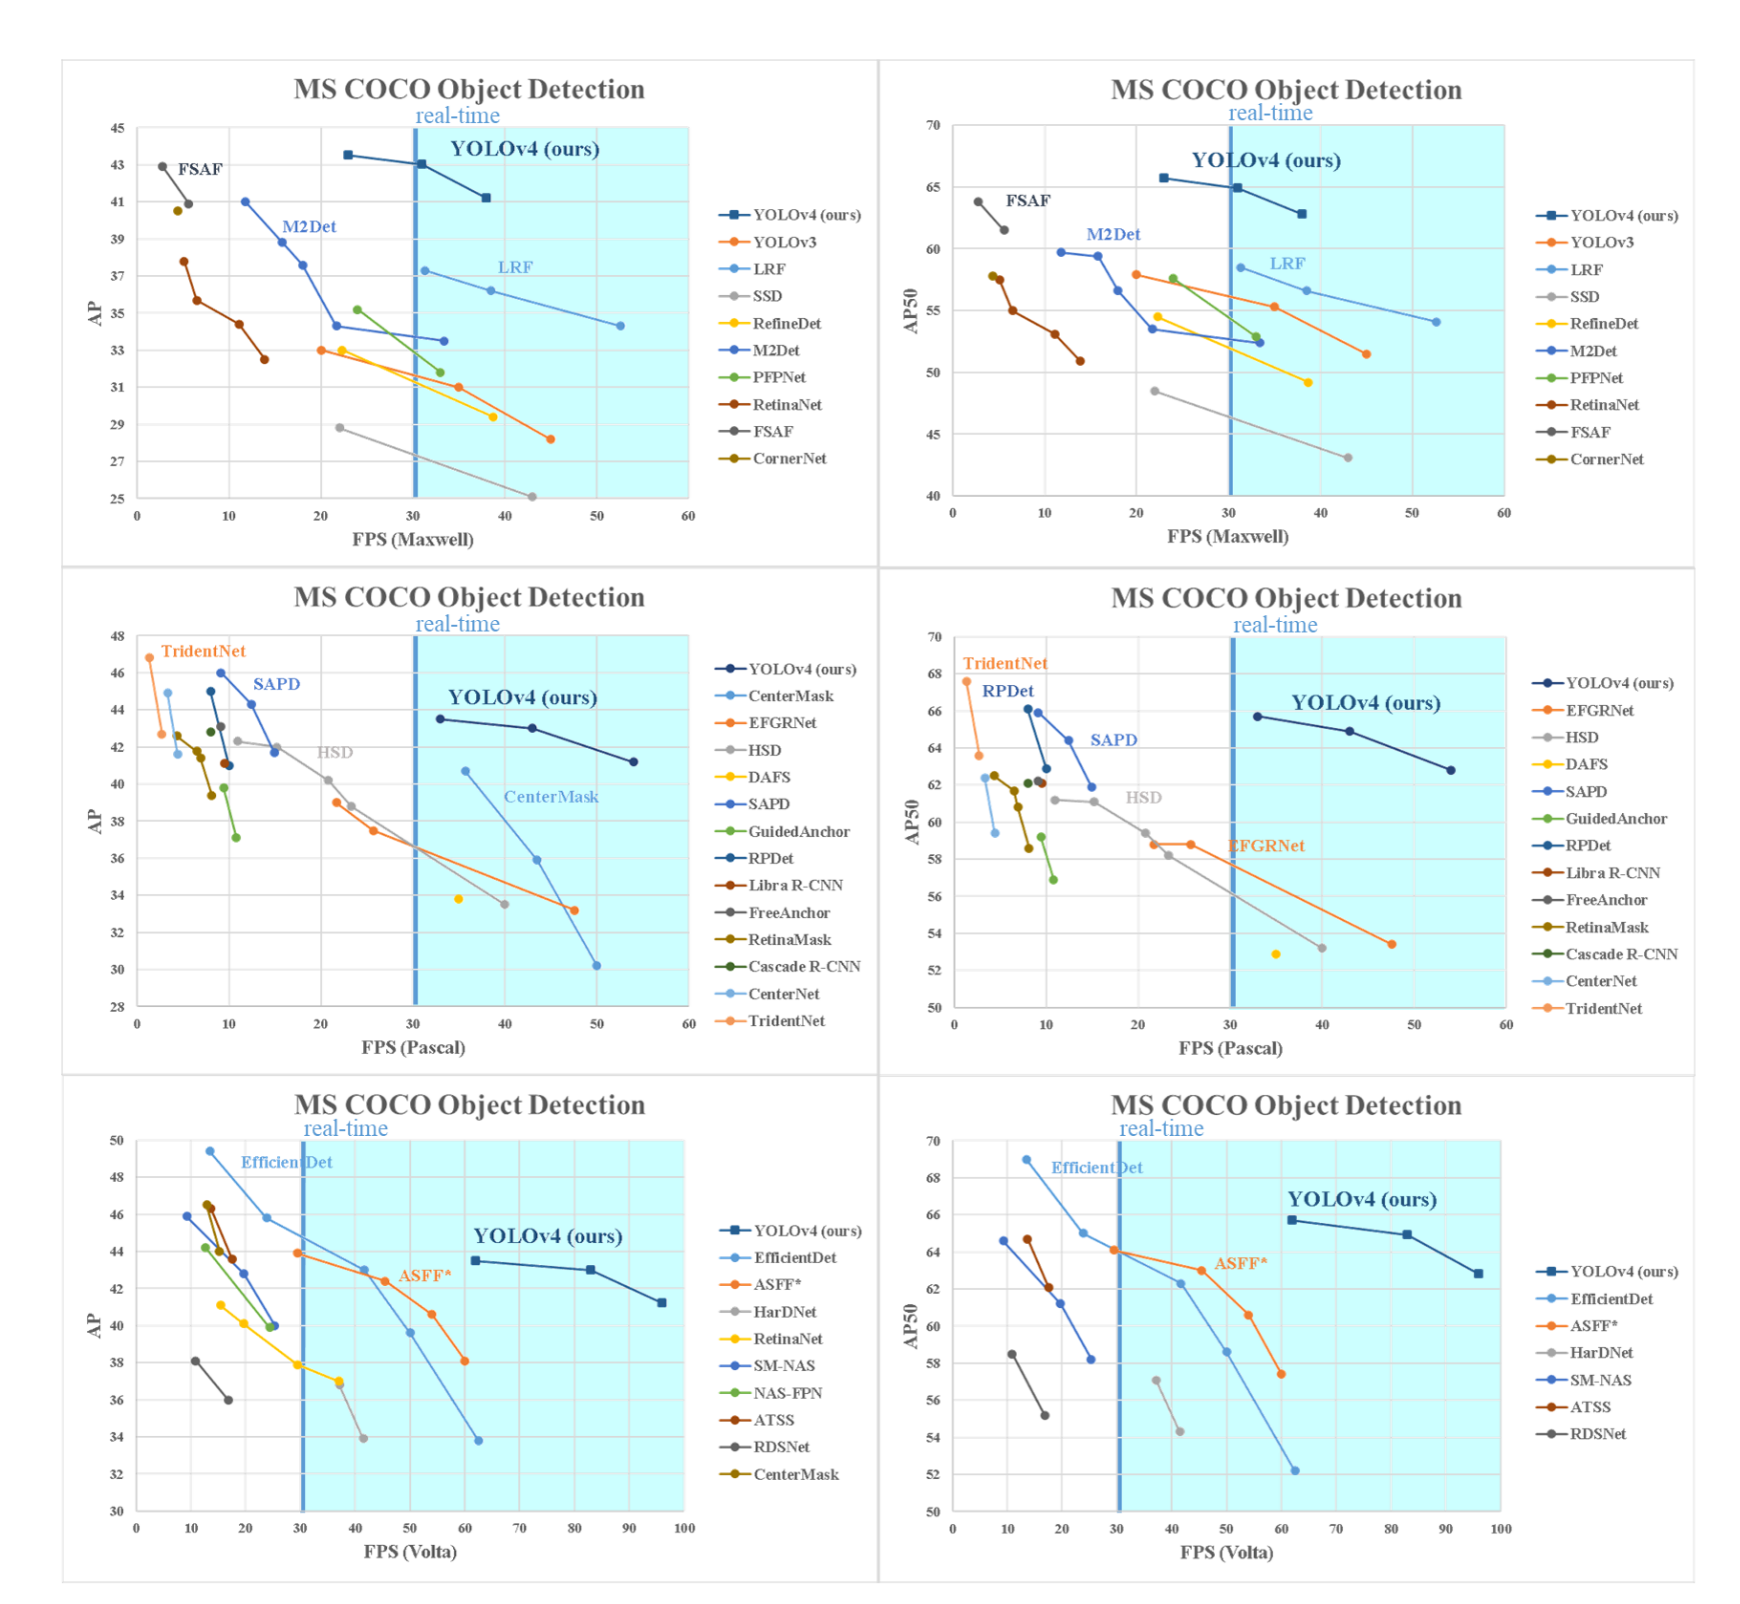 MS COCO Object Detection
real-time
45
43
41
39
37
35
33
31
29
27
25
AP
FSAF
M2Det
YOLOv4 (ours)
LRF
0 10 20 30 40 50 60
FPS (Maxwell)
YOLOv4 (ours)
YOLOv3
LRF
SSD
RefineDet
M2Det
PFPNet
RetinaNet
FSAF
CornerNet
MS COCO Object Detection
real-time
70
65
60
55
50
45
40
AP50
YOLOv4 (ours)
FSAF
M2Det
LRF
0 10 20 30 40 50 60
FPS (Maxwell)
YOLOv4 (ours)
YOLOv3
LRF
SSD
RefineDet
M2Det
PFPNet
RetinaNet
FSAF
CornerNet
MS COCO Object Detection
real-time
48
46
44
42
40
38
36
34
32
30
28
AP
TridentNet
SAPD
YOLOv4 (ours)
HSD
CenterMask
0 10 20 30 40 50 60
FPS (Pascal)
YOLOv4 (ours)
CenterMask
EFGRNet
HSD
DAFS
SAPD
GuidedAnchor
RPDet
Libra R-CNN
FreeAnchor
RetinaMask
Cascade R-CNN
CenterNet
TridentNet
MS COCO Object Detection
real-time
70
68
66
64
62
60
58
56
54
52
50
AP50
TridentNet
RPDet
YOLOv4 (ours)
SAPD
HSD
EFGRNet
0 10 20 30 40 50 60
FPS (Pascal)
YOLOv4 (ours)
EFGRNet
HSD
DAFS
SAPD
GuidedAnchor
RPDet
Libra R-CNN
FreeAnchor
RetinaMask
Cascade R-CNN
CenterNet
TridentNet
MS COCO Object Detection
real-time
50
48
46
44
42
40
38
36
34
32
30
AP
EfficientDet
YOLOv4 (ours)
ASFF*
0 10 20 30 40 50 60 70 80 90 100
FPS (Volta)
YOLOv4 (ours)
EfficientDet
ASFF*
HarDNet
RetinaNet
SM-NAS
NAS-FPN
ATSS
RDSNet
CenterMask
MS COCO Object Detection
real-time
70
68
66
64
62
60
58
56
54
52
50
AP50
EfficientDet
YOLOv4 (ours)
ASFF*
0 10 20 30 40 50 60 70 80 90 100
FPS (Volta)
YOLOv4 (ours)
EfficientDet
ASFF*
HarDNet
SM-NAS
ATSS
RDSNet